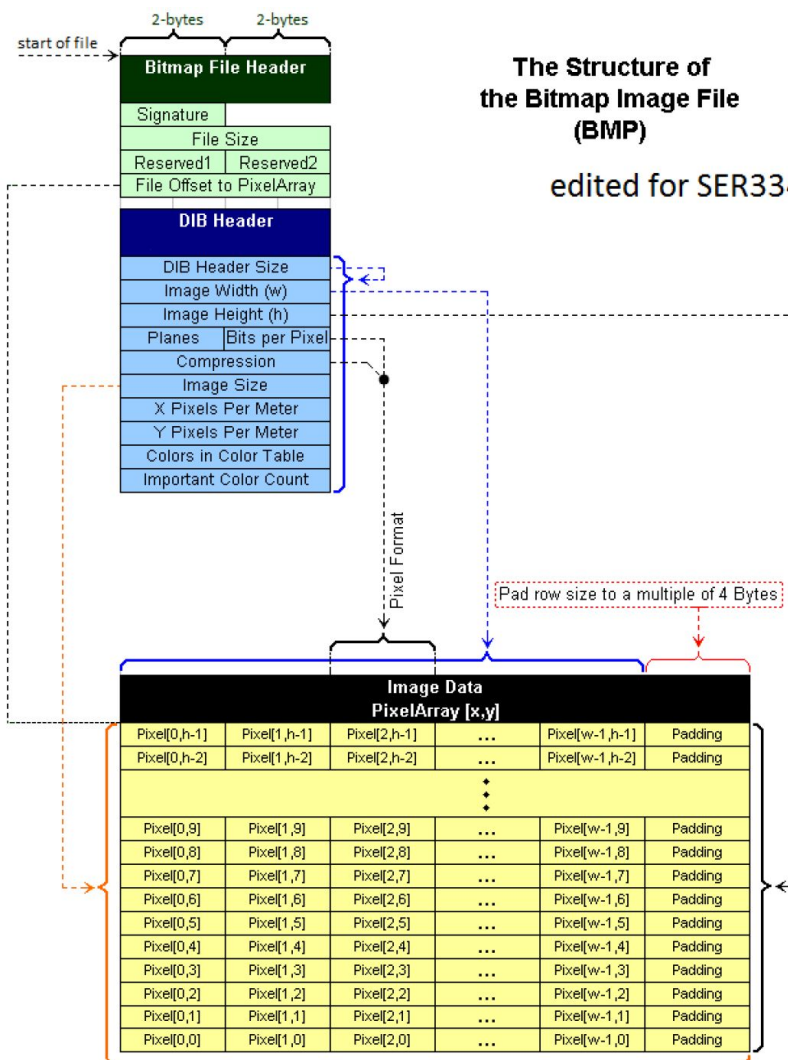 2-bytes 2-bytes
start of file
Bitmap File Header
The Structure of
the Bitmap Image File
(BMP)
Signature
File Size
Reserved1 Reserved2
File Offset to PixelArray
edited for SER334
DIB Header
DIB Header Size
Image Width (w)
Image Height (h)
Planes Bits per Pixel
Compression
Image Size
X Pixels Per Meter
Y Pixels Per Meter
Colors in Color Table
Important Color Count
Pixel Format
Pad row size to a multiple of 4 Bytes
Image Data
PixelArray [x,y]
Pixel[0,h-1] Pixel[1,h-1] Pixel[2,h-1] ... Pixel[w-1,h-1] Padding
Pixel[0,h-2] Pixel[1,h-2] Pixel[2,h-2] ... Pixel[w-1,h-2] Padding
Pixel[0,9] Pixel[1,9] Pixel[2,9] ... Pixel[w-1,9] Padding
Pixel[0,8] Pixel[1,8] Pixel[2,8] ... Pixel[w-1,8] Padding
Pixel[0,7] Pixel[1,7] Pixel[2,7] ... Pixel[w-1,7] Padding
Pixel[0,6] Pixel[1,6] Pixel[2,6] ... Pixel[w-1,6] Padding
Pixel[0,5] Pixel[1,5] Pixel[2,5] ... Pixel[w-1,5] Padding
Pixel[0,4] Pixel[1,4] Pixel[2,4] ... Pixel[w-1,4] Padding
Pixel[0,3] Pixel[1,3] Pixel[2,3] ... Pixel[w-1,3] Padding
Pixel[0,2] Pixel[1,2] Pixel[2,2] ... Pixel[w-1,2] Padding
Pixel[0,1] Pixel[1,1] Pixel[2,1] ... Pixel[w-1,1] Padding
Pixel[0,0] Pixel[1,0] Pixel[2,0] ... Pixel[w-1,0] Padding